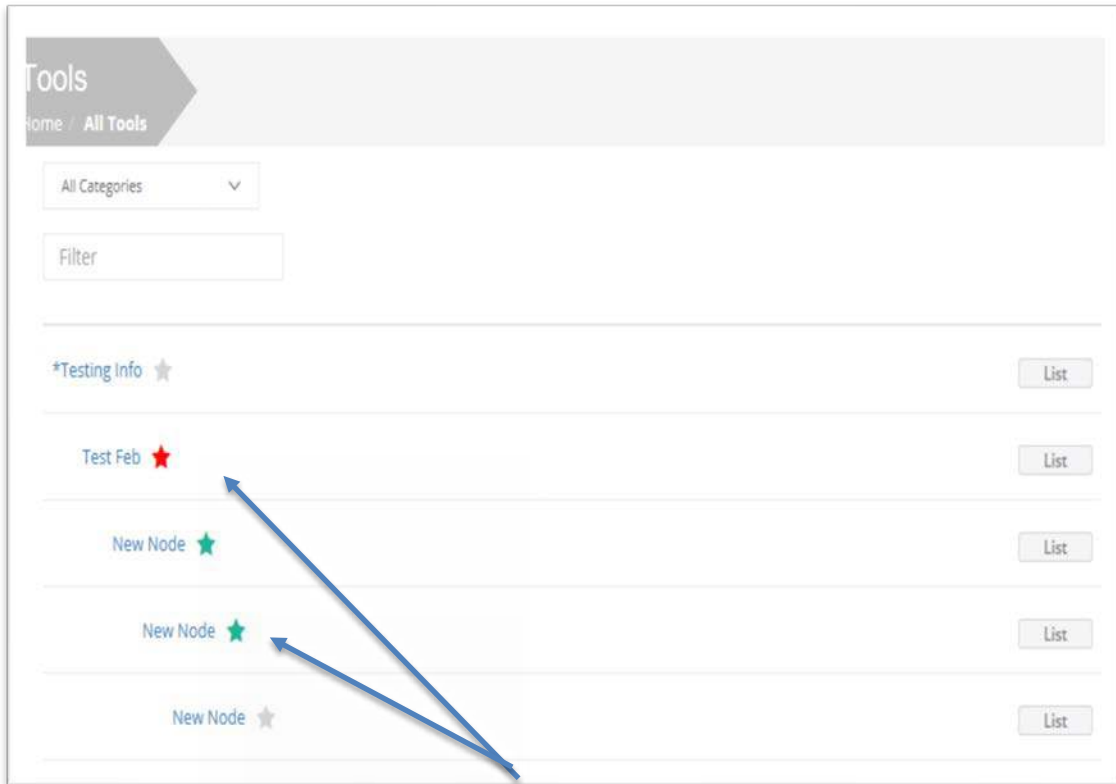 Tools
Home / All Tools
All Categories
Filter
*Testing Info List
Test Feb List
New Node List
New Node List
New Node List